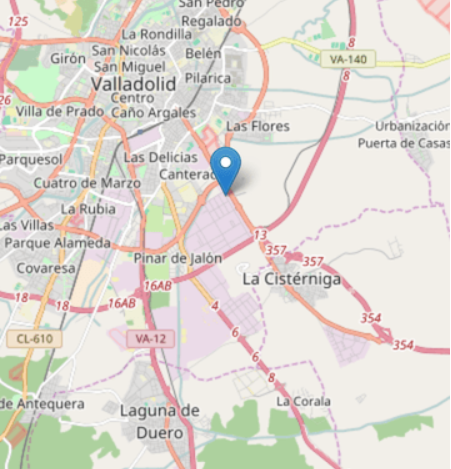 San Pedro
Regalado
125
La Rondilla
San Nicolás
Belén
Girón
San Miguel
VA-140
8
8
Pilarica
Valladolid
26
Centro
Villa de Prado
Caño Argales
Las Flores
Urbanización
Puerta de Casas
Parquesol
Las Delicias
Canterac
Cuatro de Marzo
La Rubia
Las Villas
Parque Alameda
13
357
357
Pinar de Jalón
Covaresa
La Cistérniga
16AB
18
18
16AB
4
354
354
CL-610
VA-12
6
6
8
de Antequera
La Corala
Laguna de
Duero